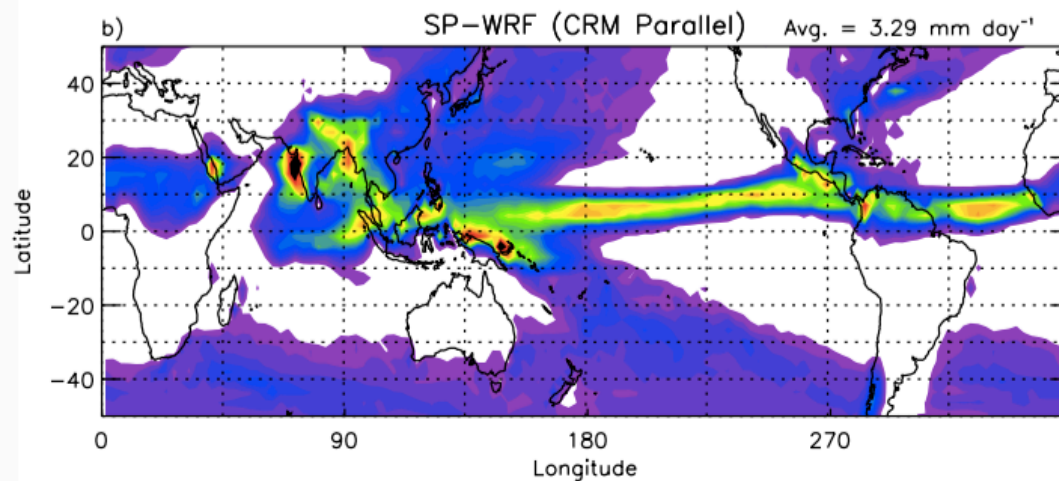 b) SP-WRF (CRM Parallel) Avg. = 3.29 mm day⁻¹
Latitude
40
20
0
-20
-40
0 90 180 270
Longitude